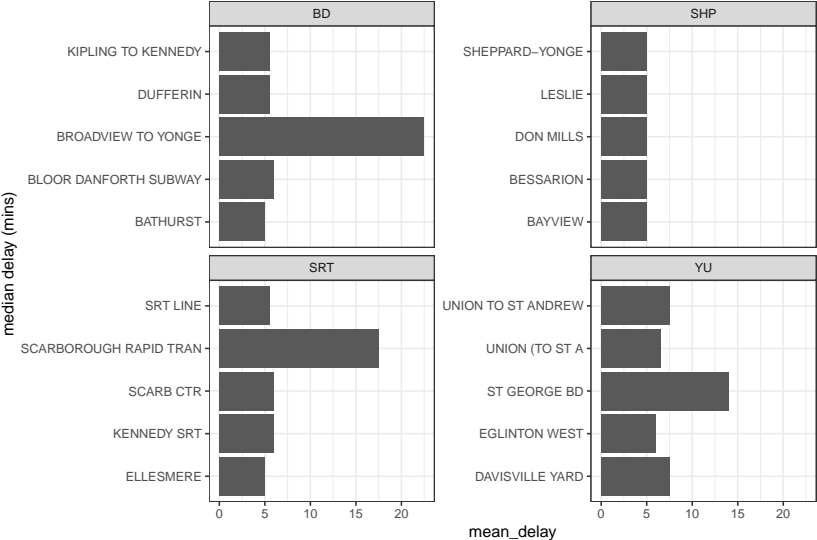 BD
KIPLING TO KENNEDY
DUFFERIN
BROADVIEW TO YONGE
BLOOR DANFORTH SUBWAY
BATHURST
SHP
SHEPPARD−YONGE
LESLIE
DON MILLS
BESSARION
BAYVIEW
SRT
SRT LINE
SCARBOROUGH RAPID TRAN
SCARB CTR
KENNEDY SRT
ELLESMERE
0 5 10 15 20
YU
UNION TO ST ANDREW
UNION (TO ST A
ST GEORGE BD
EGLINTON WEST
DAVISVILLE YARD
0 5 10 15 20
mean_delay
median delay (mins)